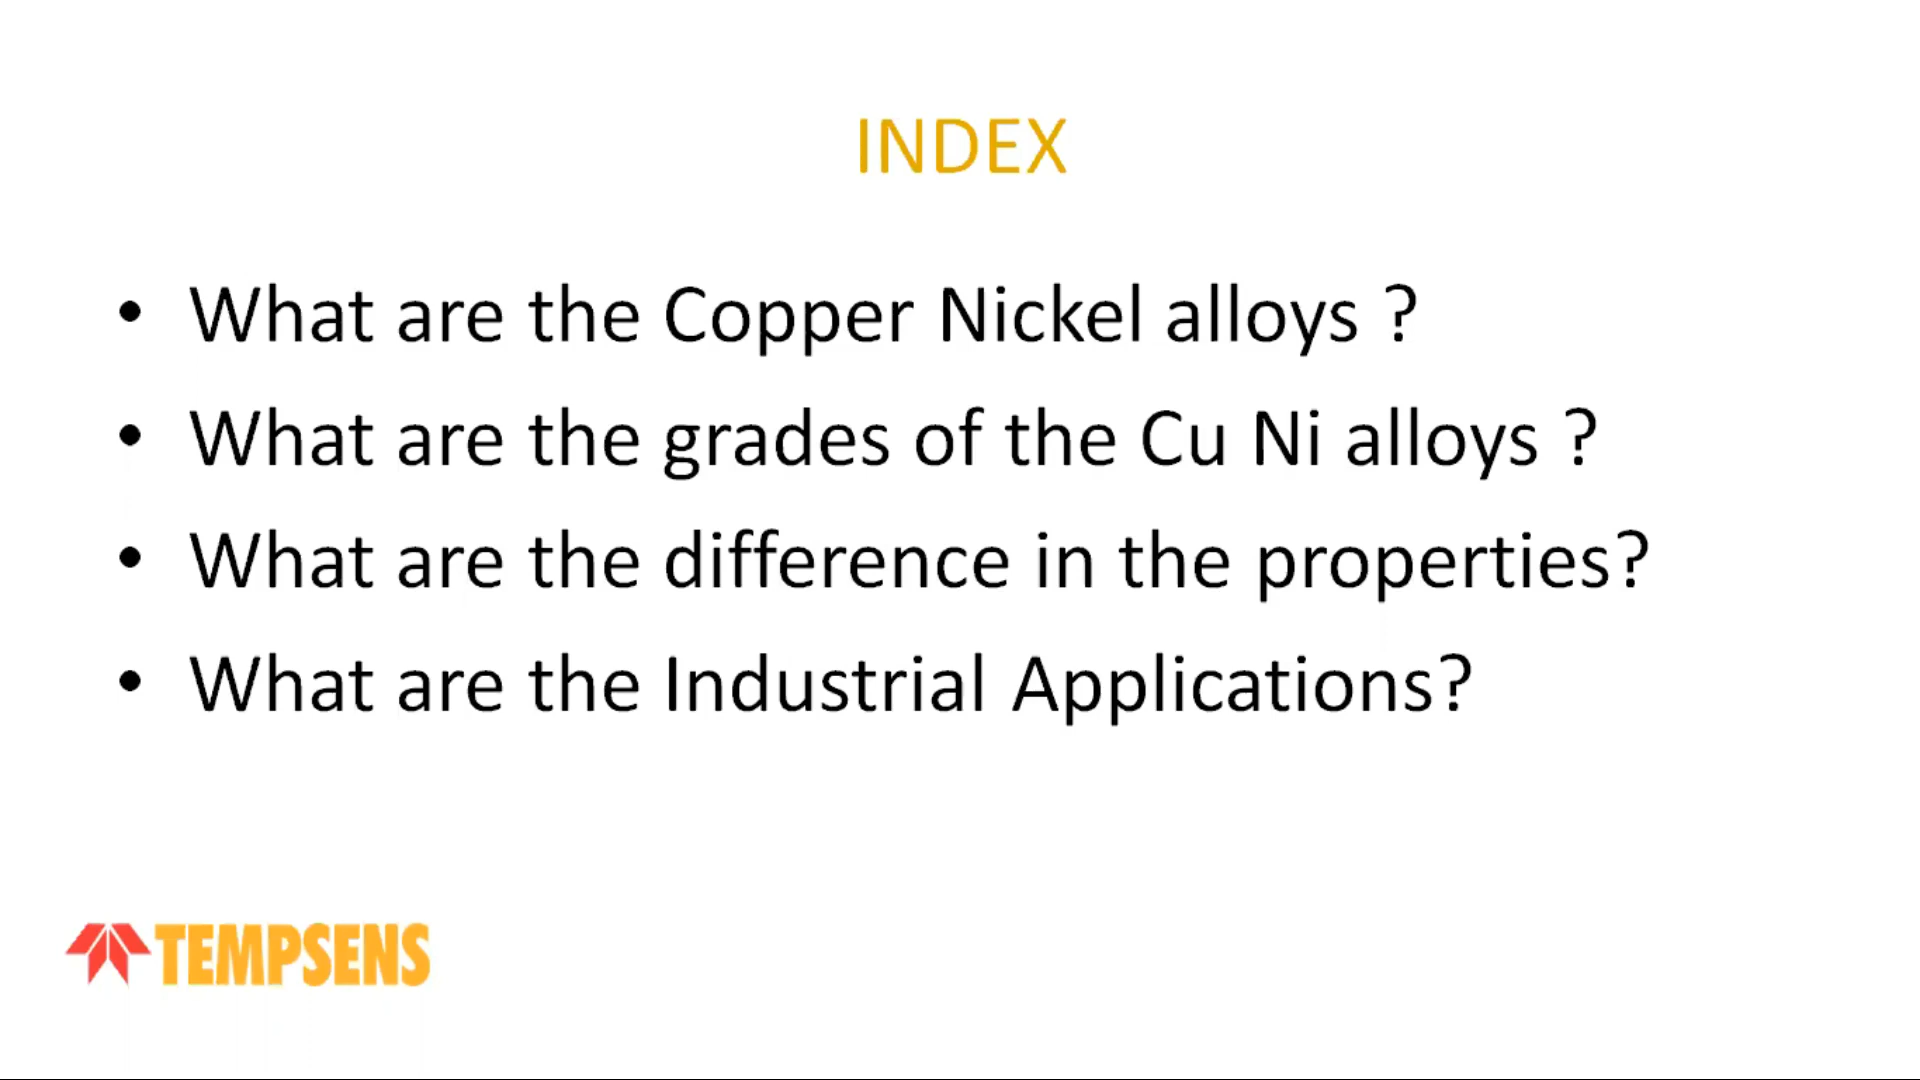 INDEX
• What are the Copper Nickel alloys ?
• What are the grades of the Cu Ni alloys ?
• What are the difference in the properties?
• What are the Industrial Applications?
TEMPSENS